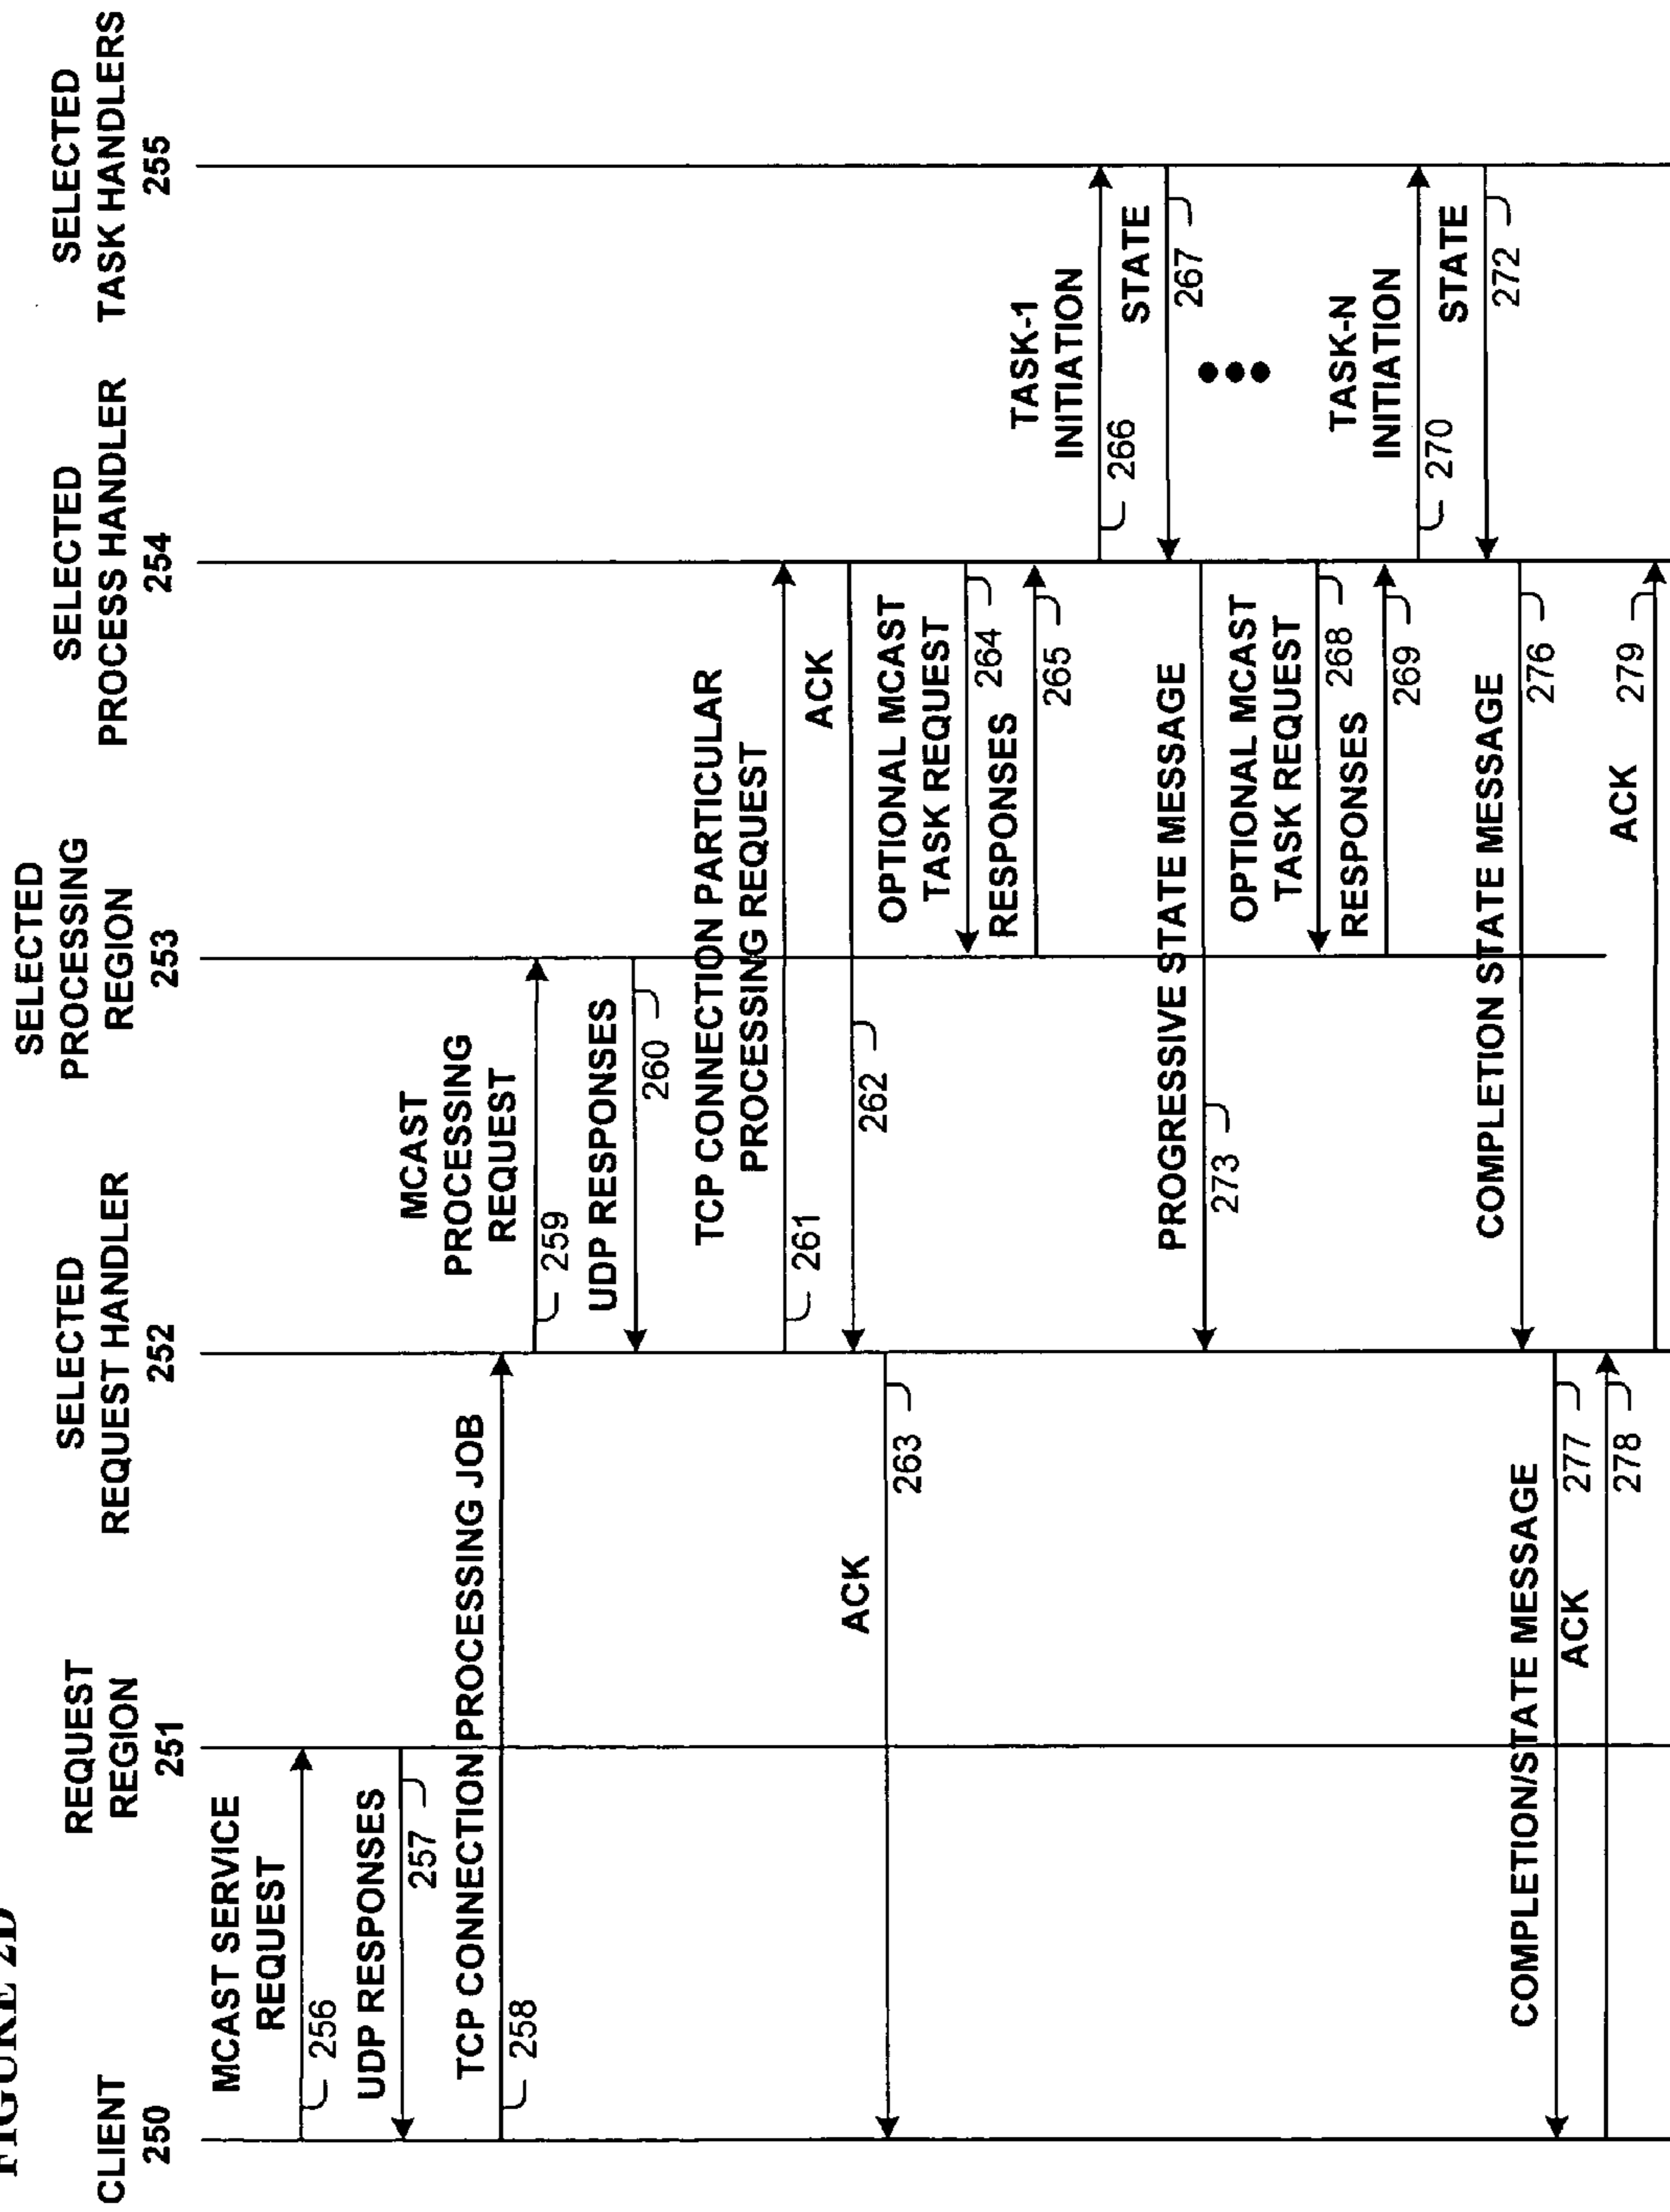 FIGURE 2D
CLIENT
250
REQUEST
REGION
251
SELECTED
REQUEST HANDLER
252
SELECTED
PROCESSING
REGION
253
SELECTED
PROCESS HANDLER
254
SELECTED
TASK HANDLERS
255
MCAST SERVICE
REQUEST
256
UDP RESPONSES
257
TCP CONNECTION PROCESSING JOB
258
MCAST
PROCESSING
REQUEST
259
UDP RESPONSES
260
TCP CONNECTION PARTICULAR
PROCESSING REQUEST
261
ACK
262
ACK
263
OPTIONAL MCAST
TASK REQUEST
264
RESPONSES
265
TASK-1
INITIATION
266
STATE
267
PROGRESSIVE STATE MESSAGE
273
OPTIONAL MCAST
TASK REQUEST
268
RESPONSES
269
TASK-N
INITIATION
270
STATE
272
COMPLETION STATE MESSAGE
276
COMPLETION/STATE MESSAGE
277
ACK
278
ACK
279